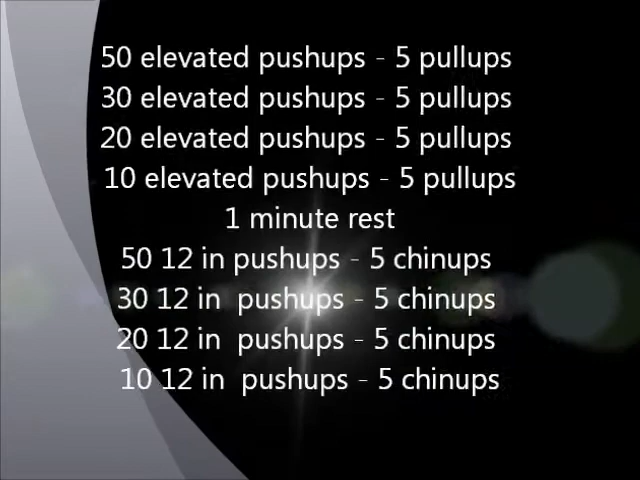 50 elevated pushups - 5 pullups
30 elevated pushups - 5 pullups
20 elevated pushups - 5 pullups
10 elevated pushups - 5 pullups
1 minute rest
50 12 in pushups - 5 chinups
30 12 in  pushups - 5 chinups
20 12 in  pushups - 5 chinups
10 12 in  pushups - 5 chinups